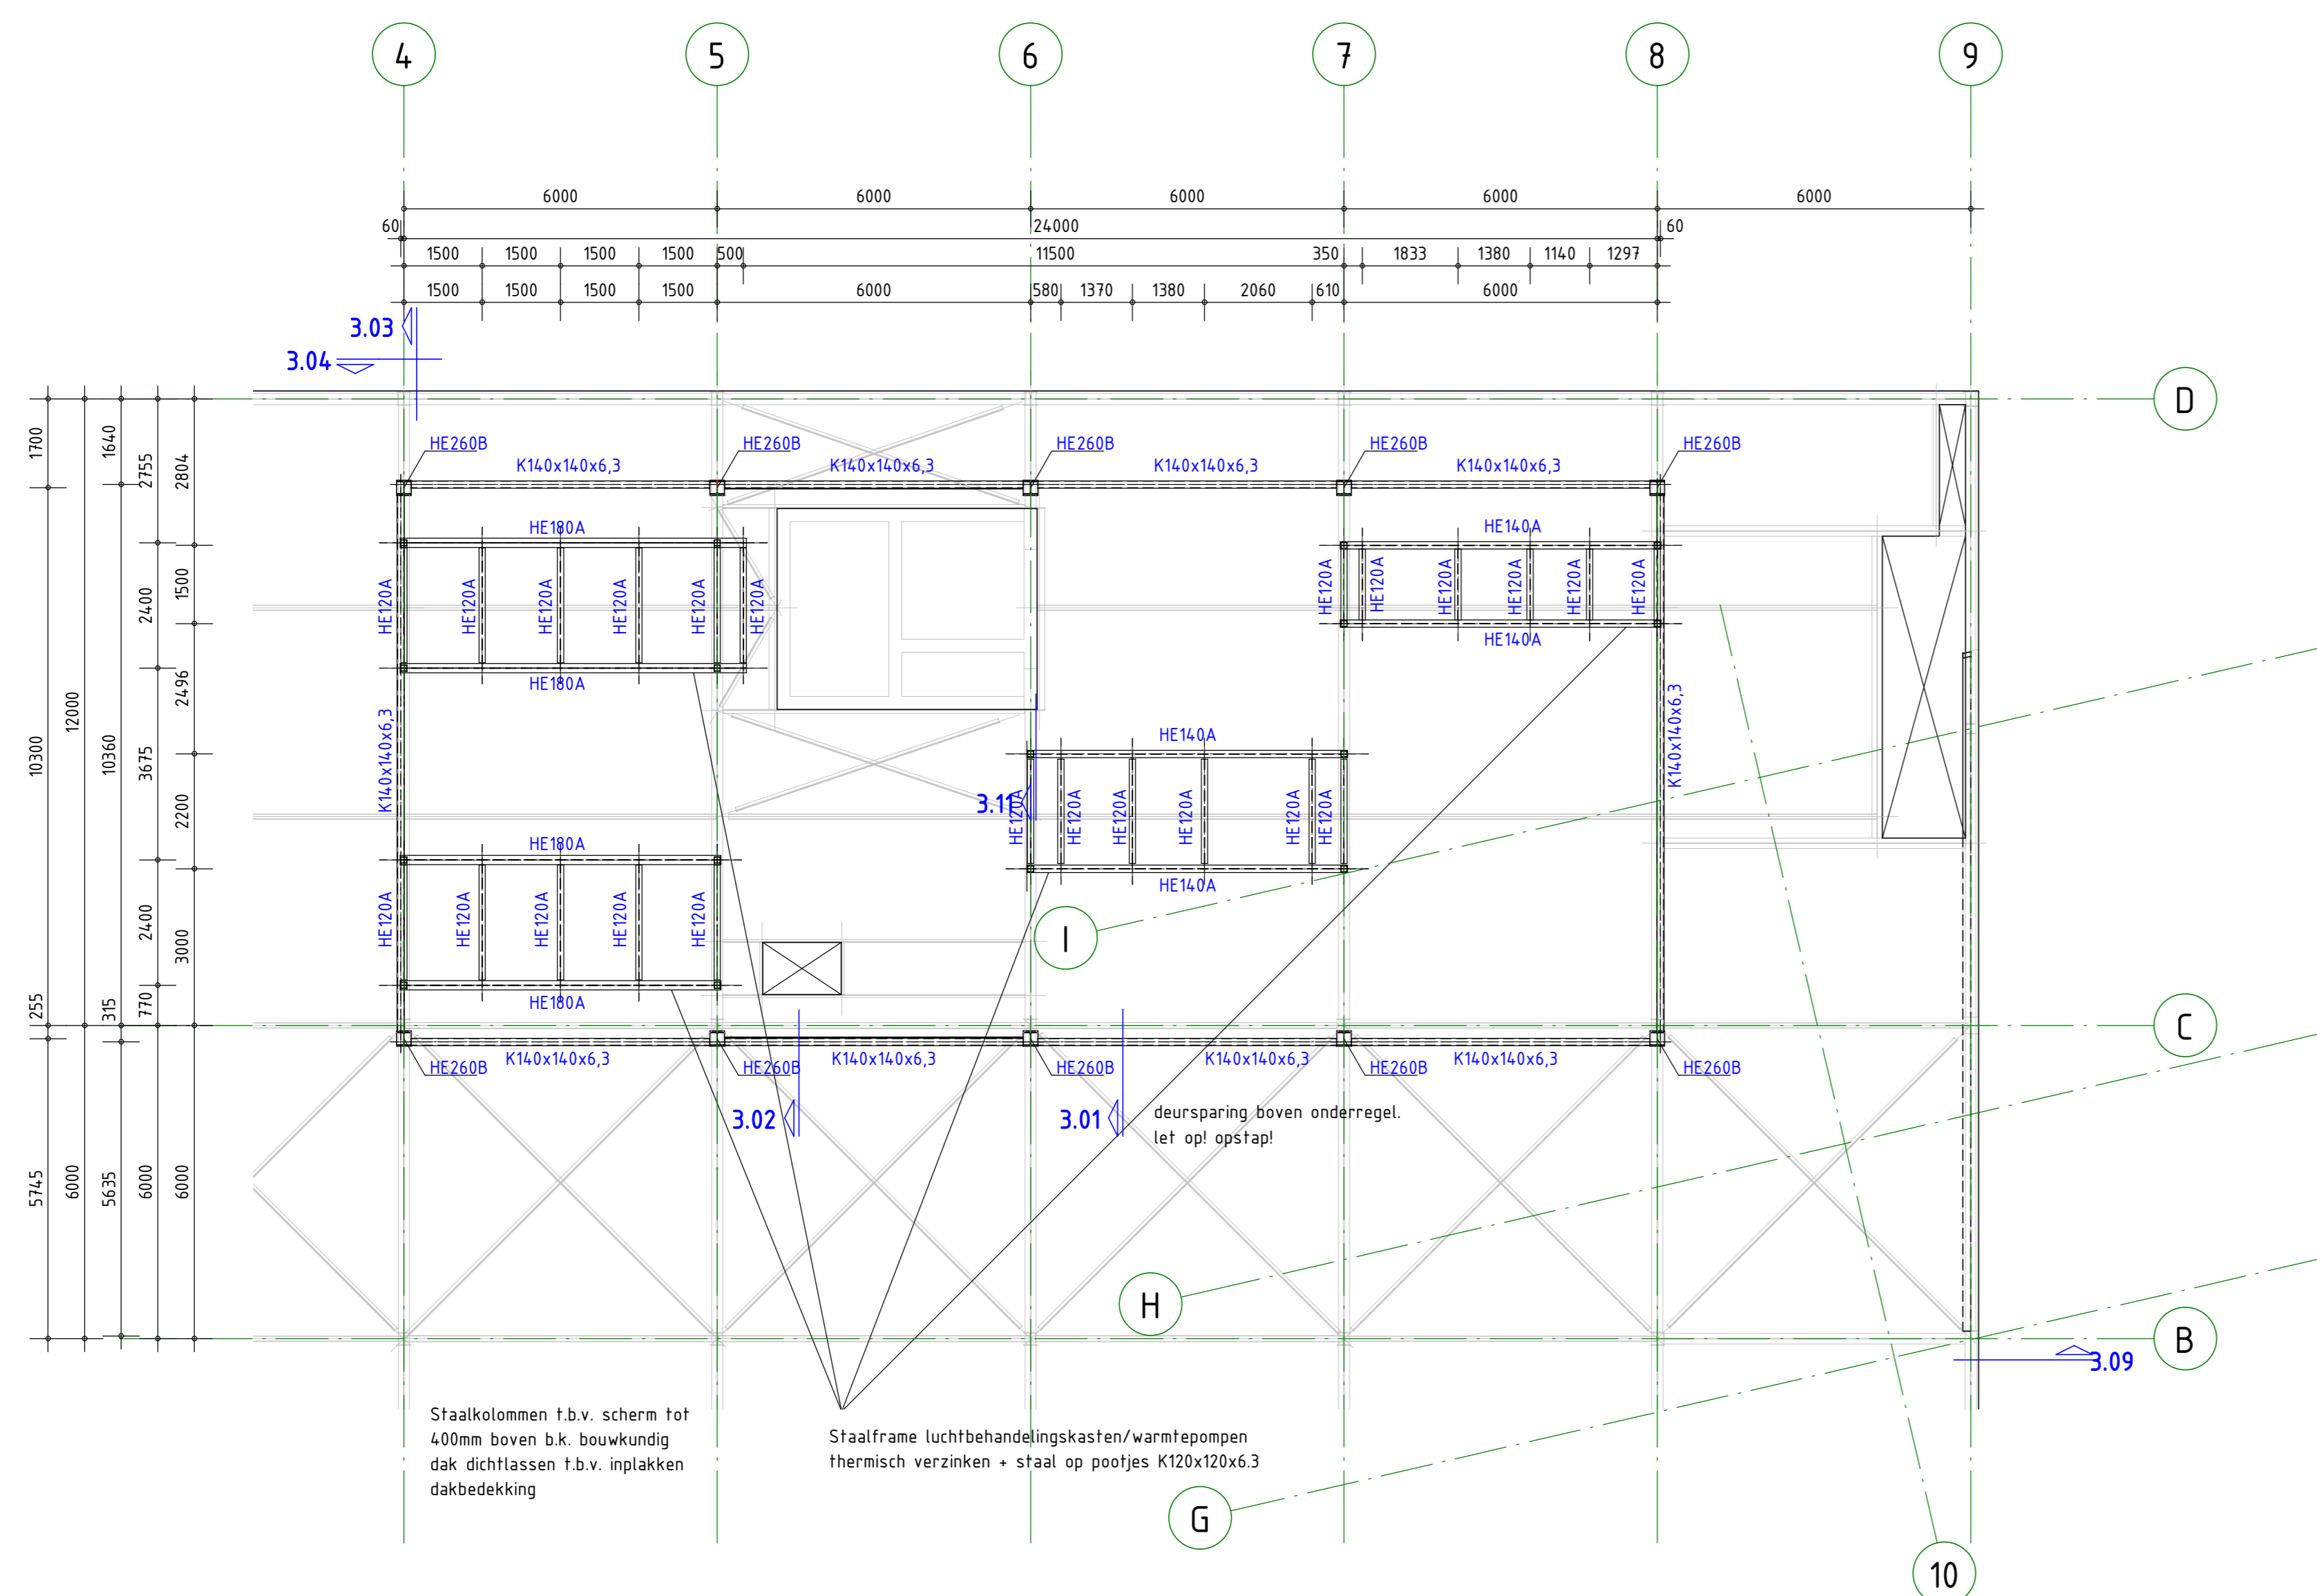 4 5 6 7 8 9
6000 6000 6000 6000 6000
60 24000 60
1500 1500 1500 1500 500 11500 350 1833 1380 1140 1297
1500 1500 1500 1500 6000 580 1370 1380 2060 610 6000
3.03
3.04
D
1700 10300 255 5745
12000 6000
1640 10360 315 5635
2755 2400 3675 2400 770 6000
2804 1500 2496 2200 3000 6000
HE260B HE260B HE260B HE260B HE260B
K140x140x6,3 K140x140x6,3 K140x140x6,3 K140x140x6,3
HE180A
HE120A HE120A HE120A HE120A HE120A HE120A
HE180A
HE140A
HE120A HE120A HE120A HE120A HE120A HE120A
HE140A
K140x140x6,3
K140x140x6,3
HE140A
3.11
HE120A HE120A HE120A HE120A HE120A HE120A
HE140A
HE180A
HE120A HE120A HE120A HE120A HE120A
HE180A
I
C
K140x140x6,3 K140x140x6,3 K140x140x6,3 K140x140x6,3
HE260B HE260B HE260B HE260B HE260B
3.02
3.01
deursparing boven onderregel.
let op! opstap!
H
B
3.09
Staalkolommen t.b.v. scherm tot
400mm boven b.k. bouwkundig
dak dichtlassen t.b.v. inplakken
dakbedekking
Staalframe luchtbehandelingskasten/warmtepompen
thermisch verzinken + staal op pootjes K120x120x6.3
G
10